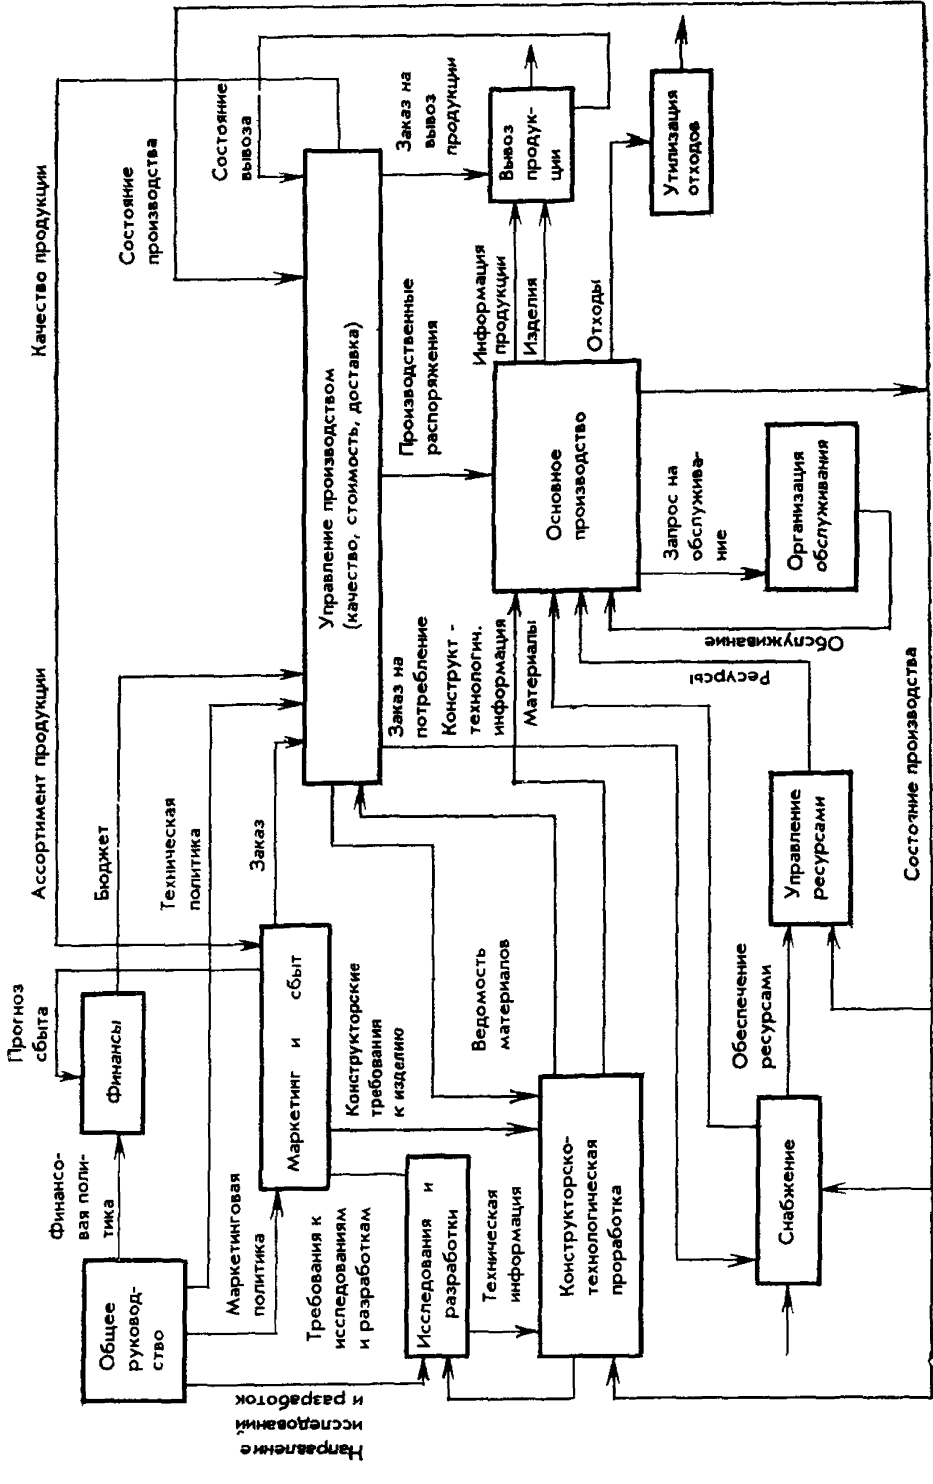 Качество продукции
Ассортимент продукции
Состояние
производства
Состояние
вывоза
Бюджет
Техническая
политика
Заказ
Прогноз
сбыта
Финансы
Финансо-
вая поли-
тика
Общее
руковод-
ство
Маркетинговая
политика
Маркетинг и сбыт
Управление производством
(качество, стоимость, доставка)
Заказ на
вывоз
продукции
Вывоз
продук-
ции
Утилизация
отходов
Производственные
распоряжения
Информация
продукции
Изделия
Отходы
Основное
производство
Запрос на
обслужива-
ние
Организация
обслуживания
Обслуживание
Ресурсы
Заказ на
потребление
Конструкт -
технологич.
информация
Материалы
Ведомость
материалов
Конструкторские
требования
к изделию
Требования к
исследованиям
и разработкам
Исследования и
разработки
Техническая
информация
Конструкторско-
технологическая
проработка
Направление
исследований
и разработок
Обеспечение
ресурсами
Управление
ресурсами
Снабжение
Состояние производства